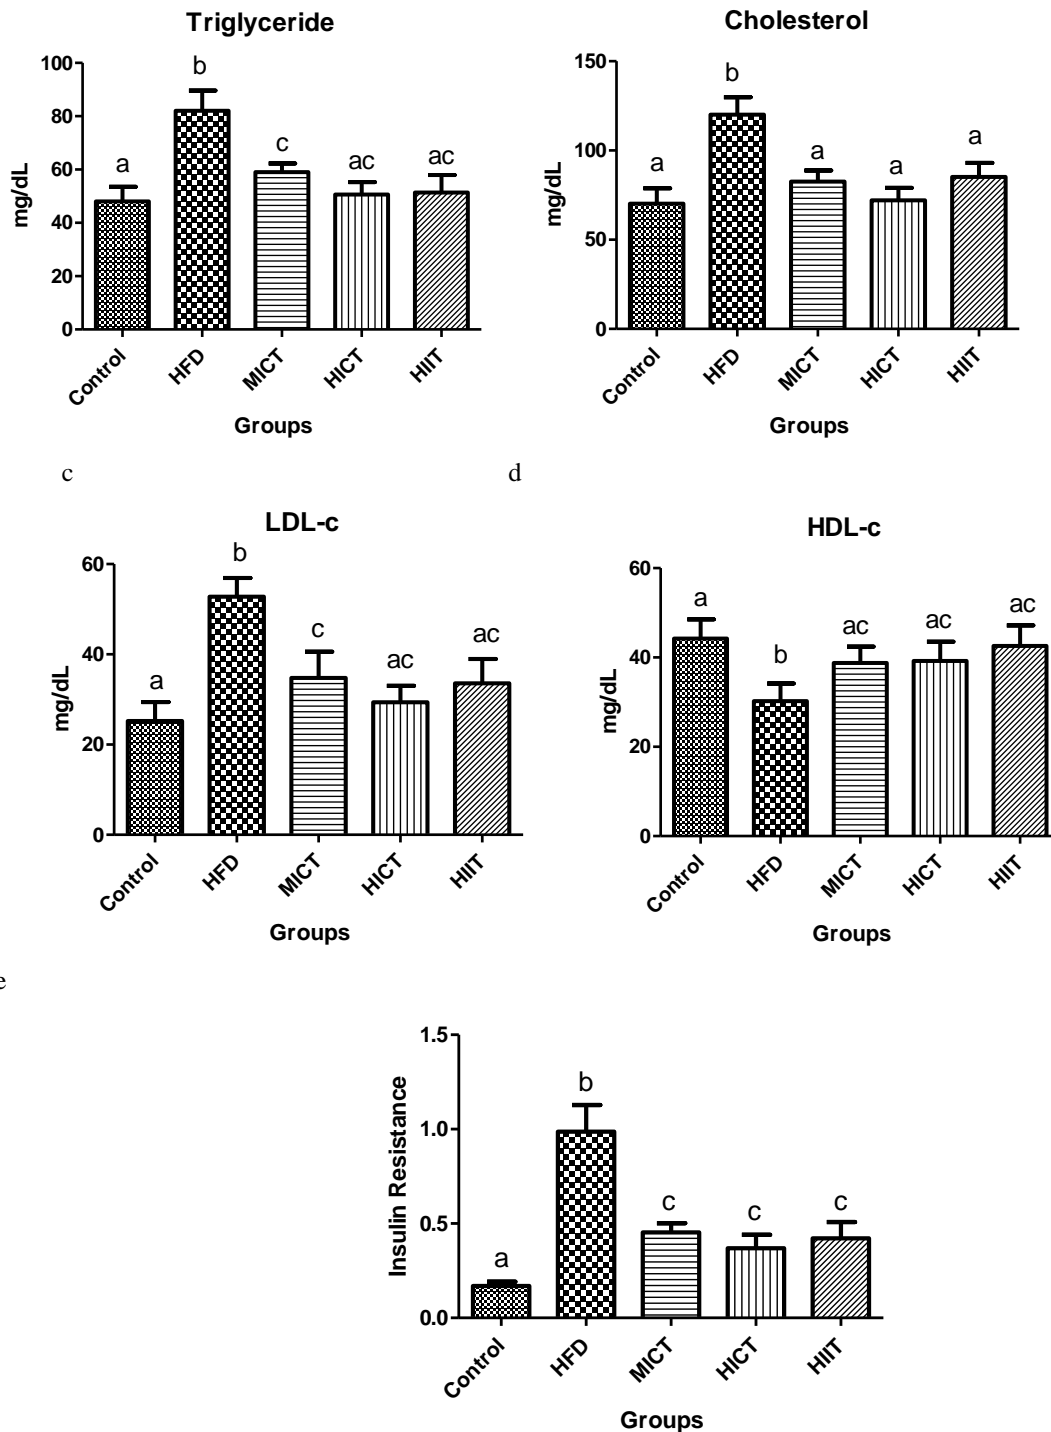 Triglyceride
mg/dL
100
80
60
40
20
0
a
b
c
ac
ac
Control
HFD
MICT
HICT
HIIT
Groups
Cholesterol
mg/dL
150
100
50
0
a
b
a
a
a
Control
HFD
MICT
HICT
HIIT
Groups
c
d
LDL-c
mg/dL
60
40
20
0
a
b
c
ac
ac
Control
HFD
MICT
HICT
HIIT
Groups
HDL-c
mg/dL
60
40
20
0
a
b
ac
ac
ac
Control
HFD
MICT
HICT
HIIT
Groups
e
Insulin Resistance
1.5
1.0
0.5
0.0
a
b
c
c
c
Control
HFD
MICT
HICT
HIIT
Groups